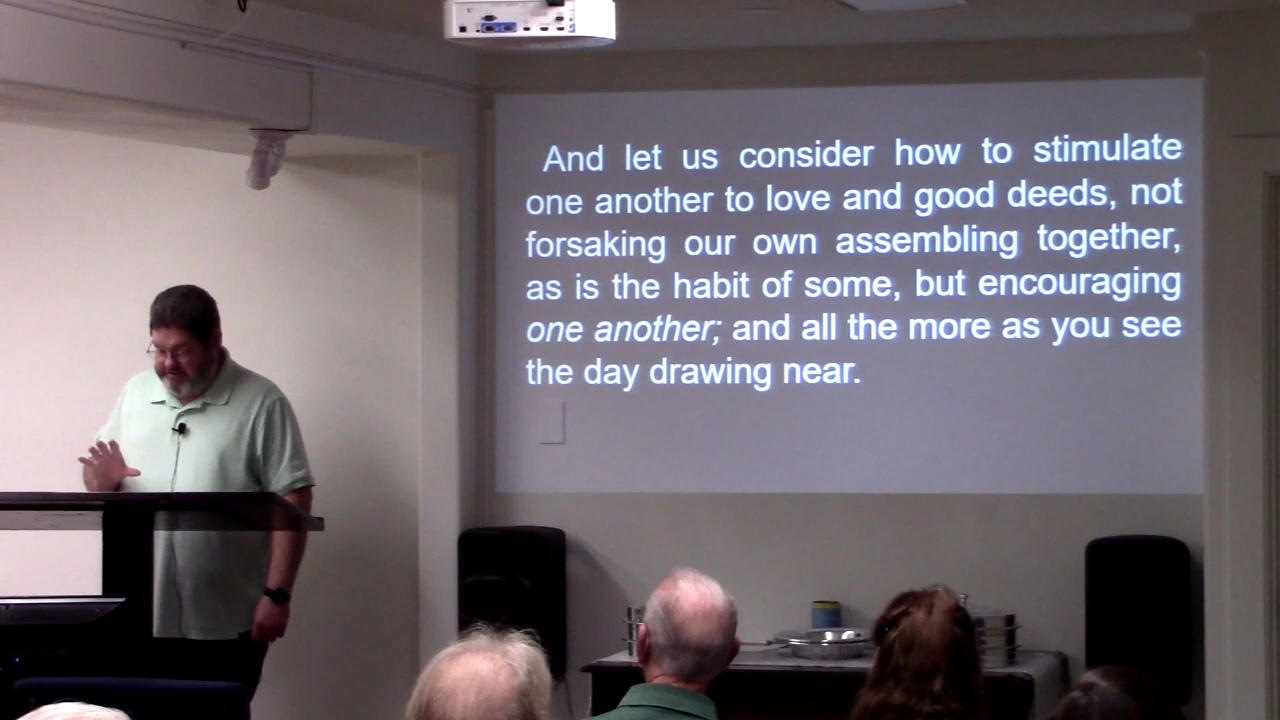 And let us consider how to stimulate
one another to love and good deeds, not
forsaking our own assembling together,
as is the habit of some, but encouraging
one another; and all the more as you see
the day drawing near.